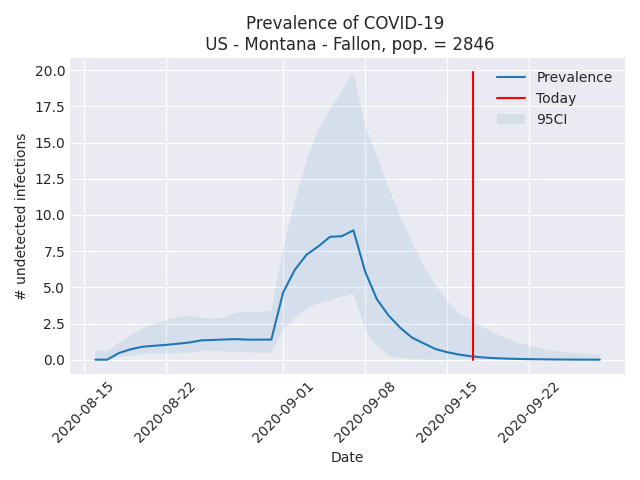 Prevalence of COVID-19
US - Montana - Fallon, pop. = 2846
# undetected infections
20.0
17.5
15.0
12.5
10.0
7.5
5.0
2.5
0.0
Prevalence
Today
95CI
2020-08-15
2020-08-22
2020-09-01
2020-09-08
2020-09-15
2020-09-22
Date